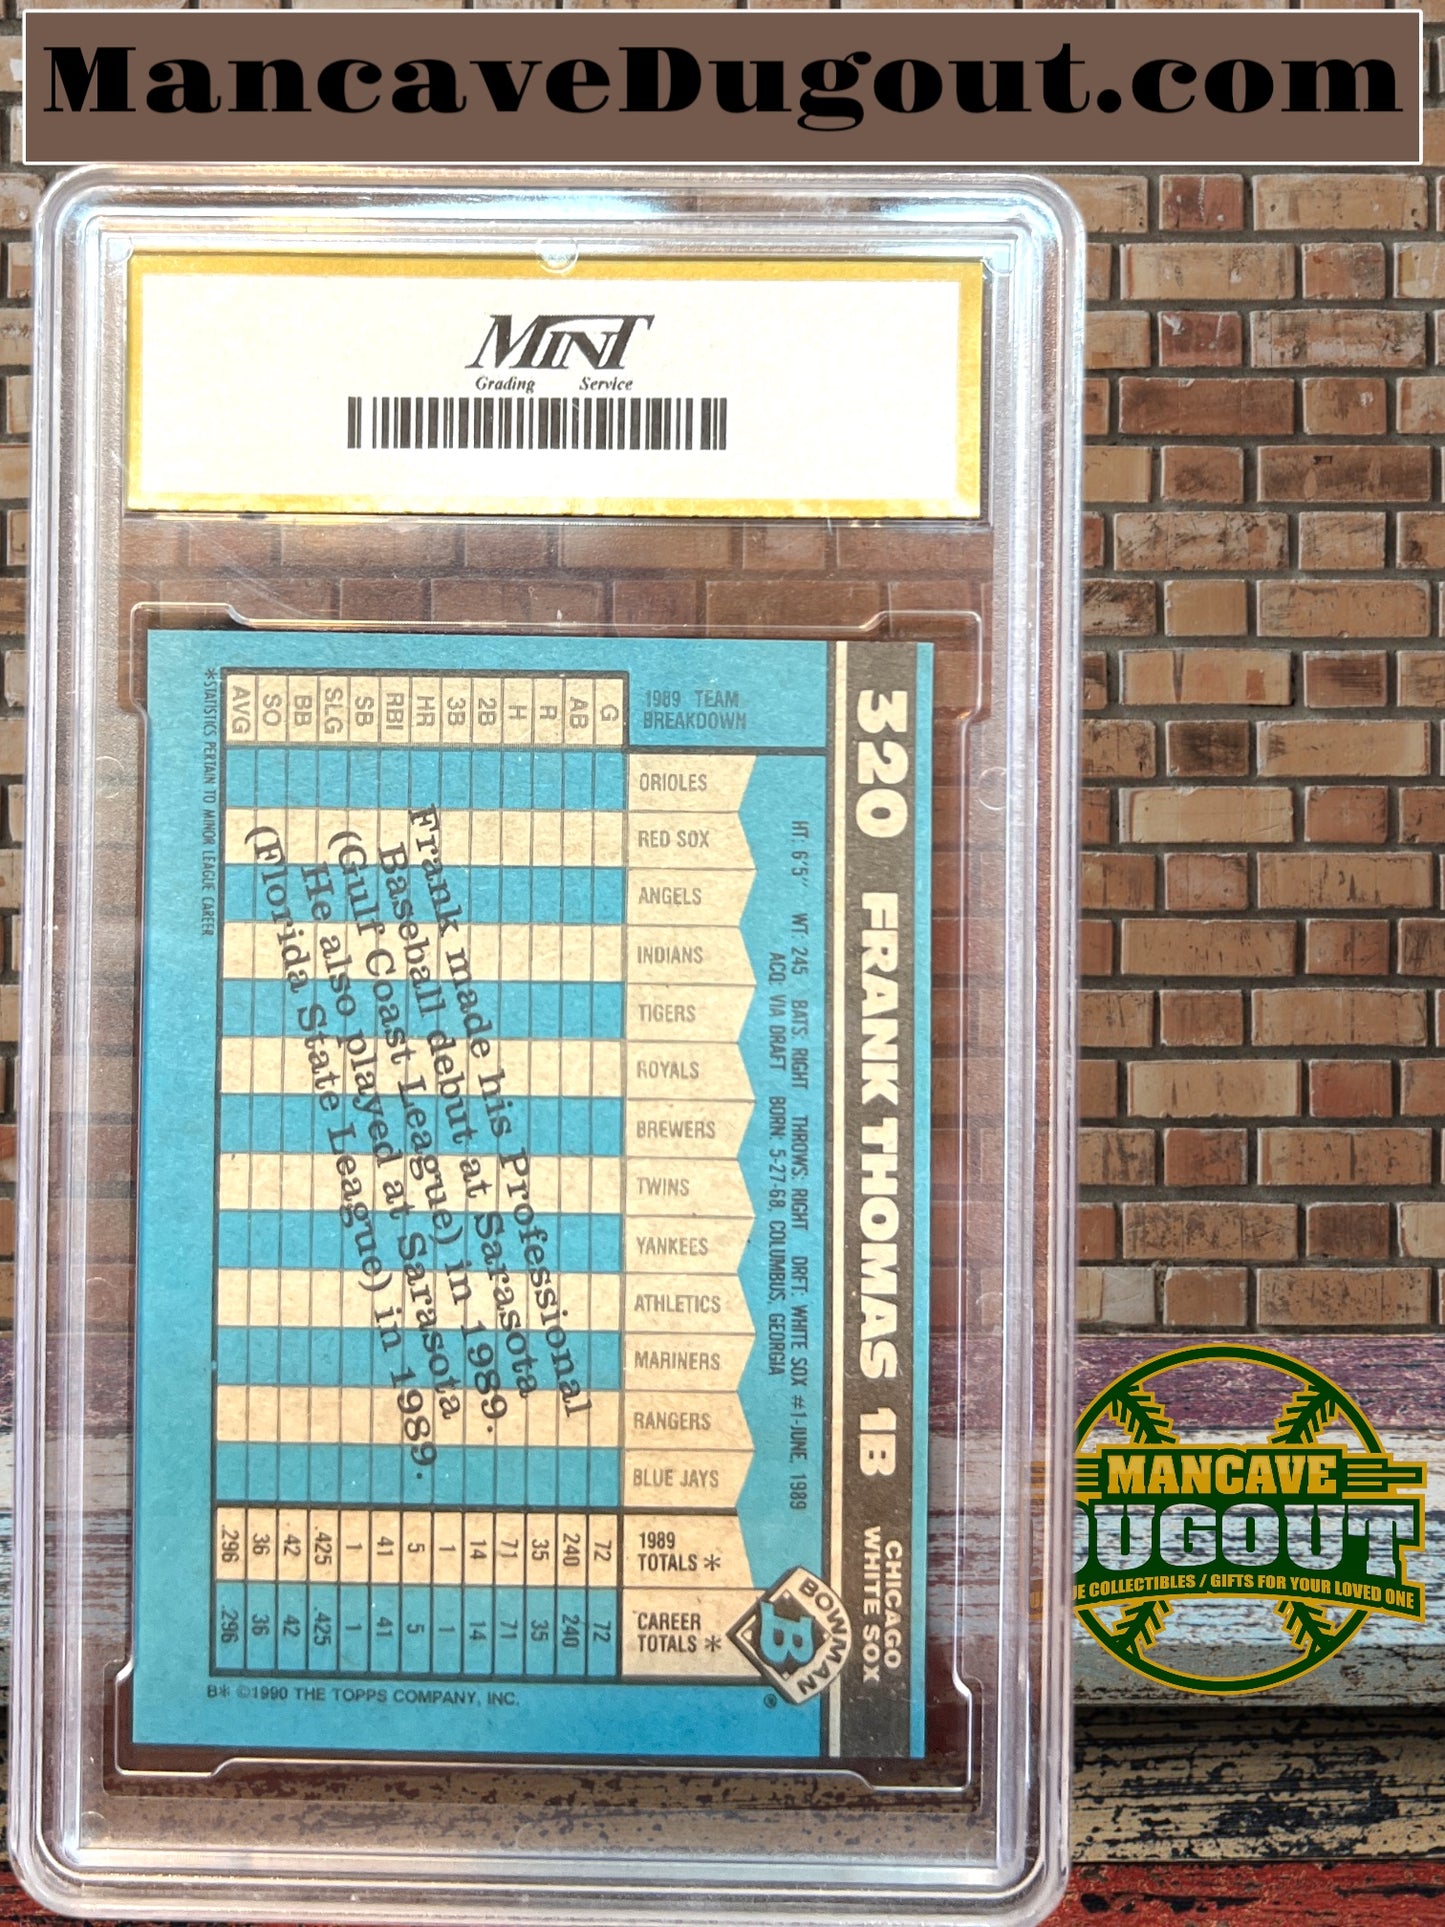 MancaveDugout.com
MINT
Grading Service
320 FRANK THOMAS 1B
CHICAGO
WHITE SOX
HT: 6'5" WT: 245 BATS: RIGHT THROWS: RIGHT DRFT: WHITE SOX #1-JUNE, 1989
ACQ: VIA DRAFT BORN: 5-27-68, COLUMBUS, GEORGIA
BOWMAN
B
®
1989 TEAM
BREAKDOWN
ORIOLES
RED SOX
ANGELS
INDIANS
TIGERS
ROYALS
BREWERS
TWINS
YANKEES
ATHLETICS
MARINERS
RANGERS
BLUE JAYS
1989
TOTALS *
CAREER
TOTALS *
G 72 72
AB 240 240
R 35 35
H 71 71
2B 14 14
3B 1 1
HR 5 5
RBI 41 41
SB 1 1
SLG .425 .425
BB 42 42
SO 36 36
AVG .296 .296
Frank made his Professional
Baseball debut at Sarasota
(Gulf Coast League) in 1989.
He also played at Sarasota
(Florida State League) in 1989.
*STATISTICS PERTAIN TO MINOR LEAGUE CAREER
B* ©1990 THE TOPPS COMPANY, INC.
MANCAVE
DUGOUT
COLLECTIBLES / GIFTS FOR YOUR LOVED ONE